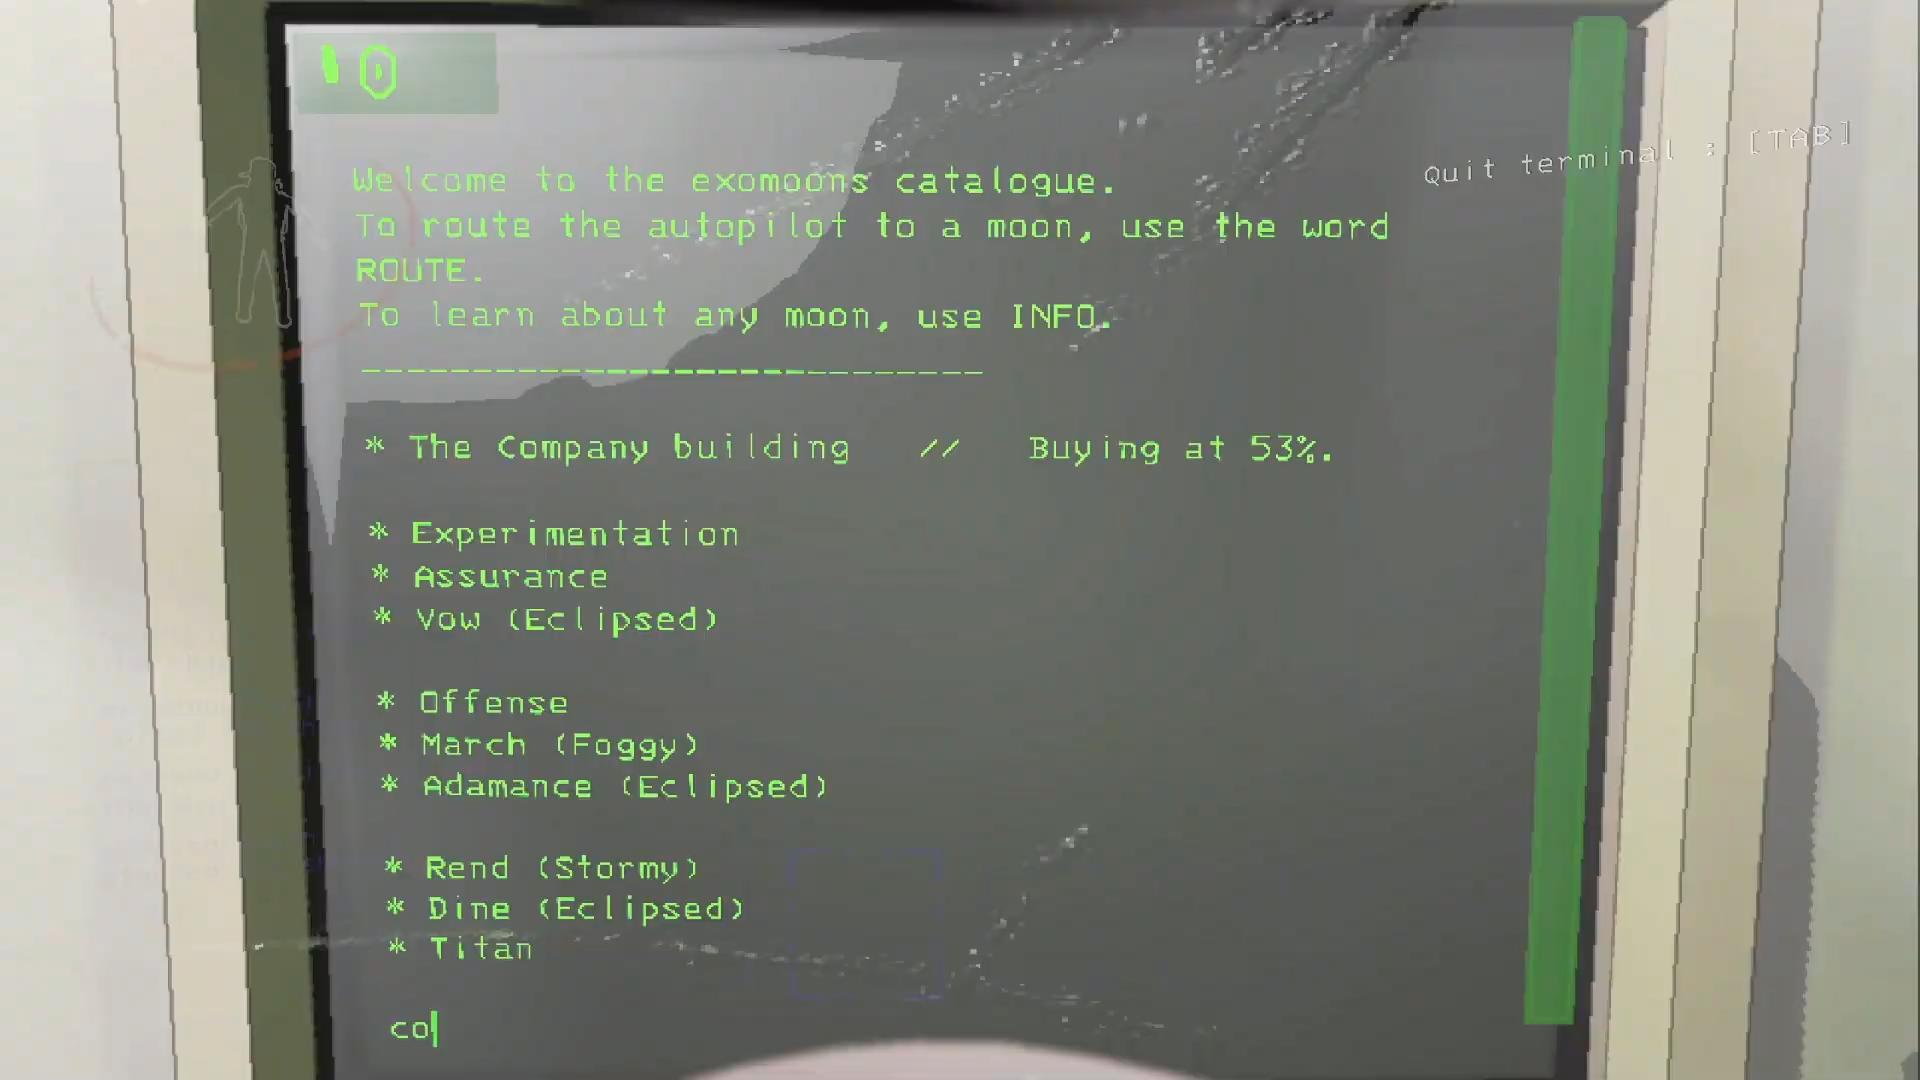 0
Welcome to the exomoons catalogue.
Quit terminal : [TAB]
To route the autopilot to a moon, use the word
ROUTE.
To learn about any moon, use INFO.
----------------------------
* The Company building // Buying at 53%.
* Experimentation
* Assurance
* Vow (Eclipsed)
* Offense
* March (Foggy)
* Adamance (Eclipsed)
* Rend (Stormy)
* Dine (Eclipsed)
* Titan
co